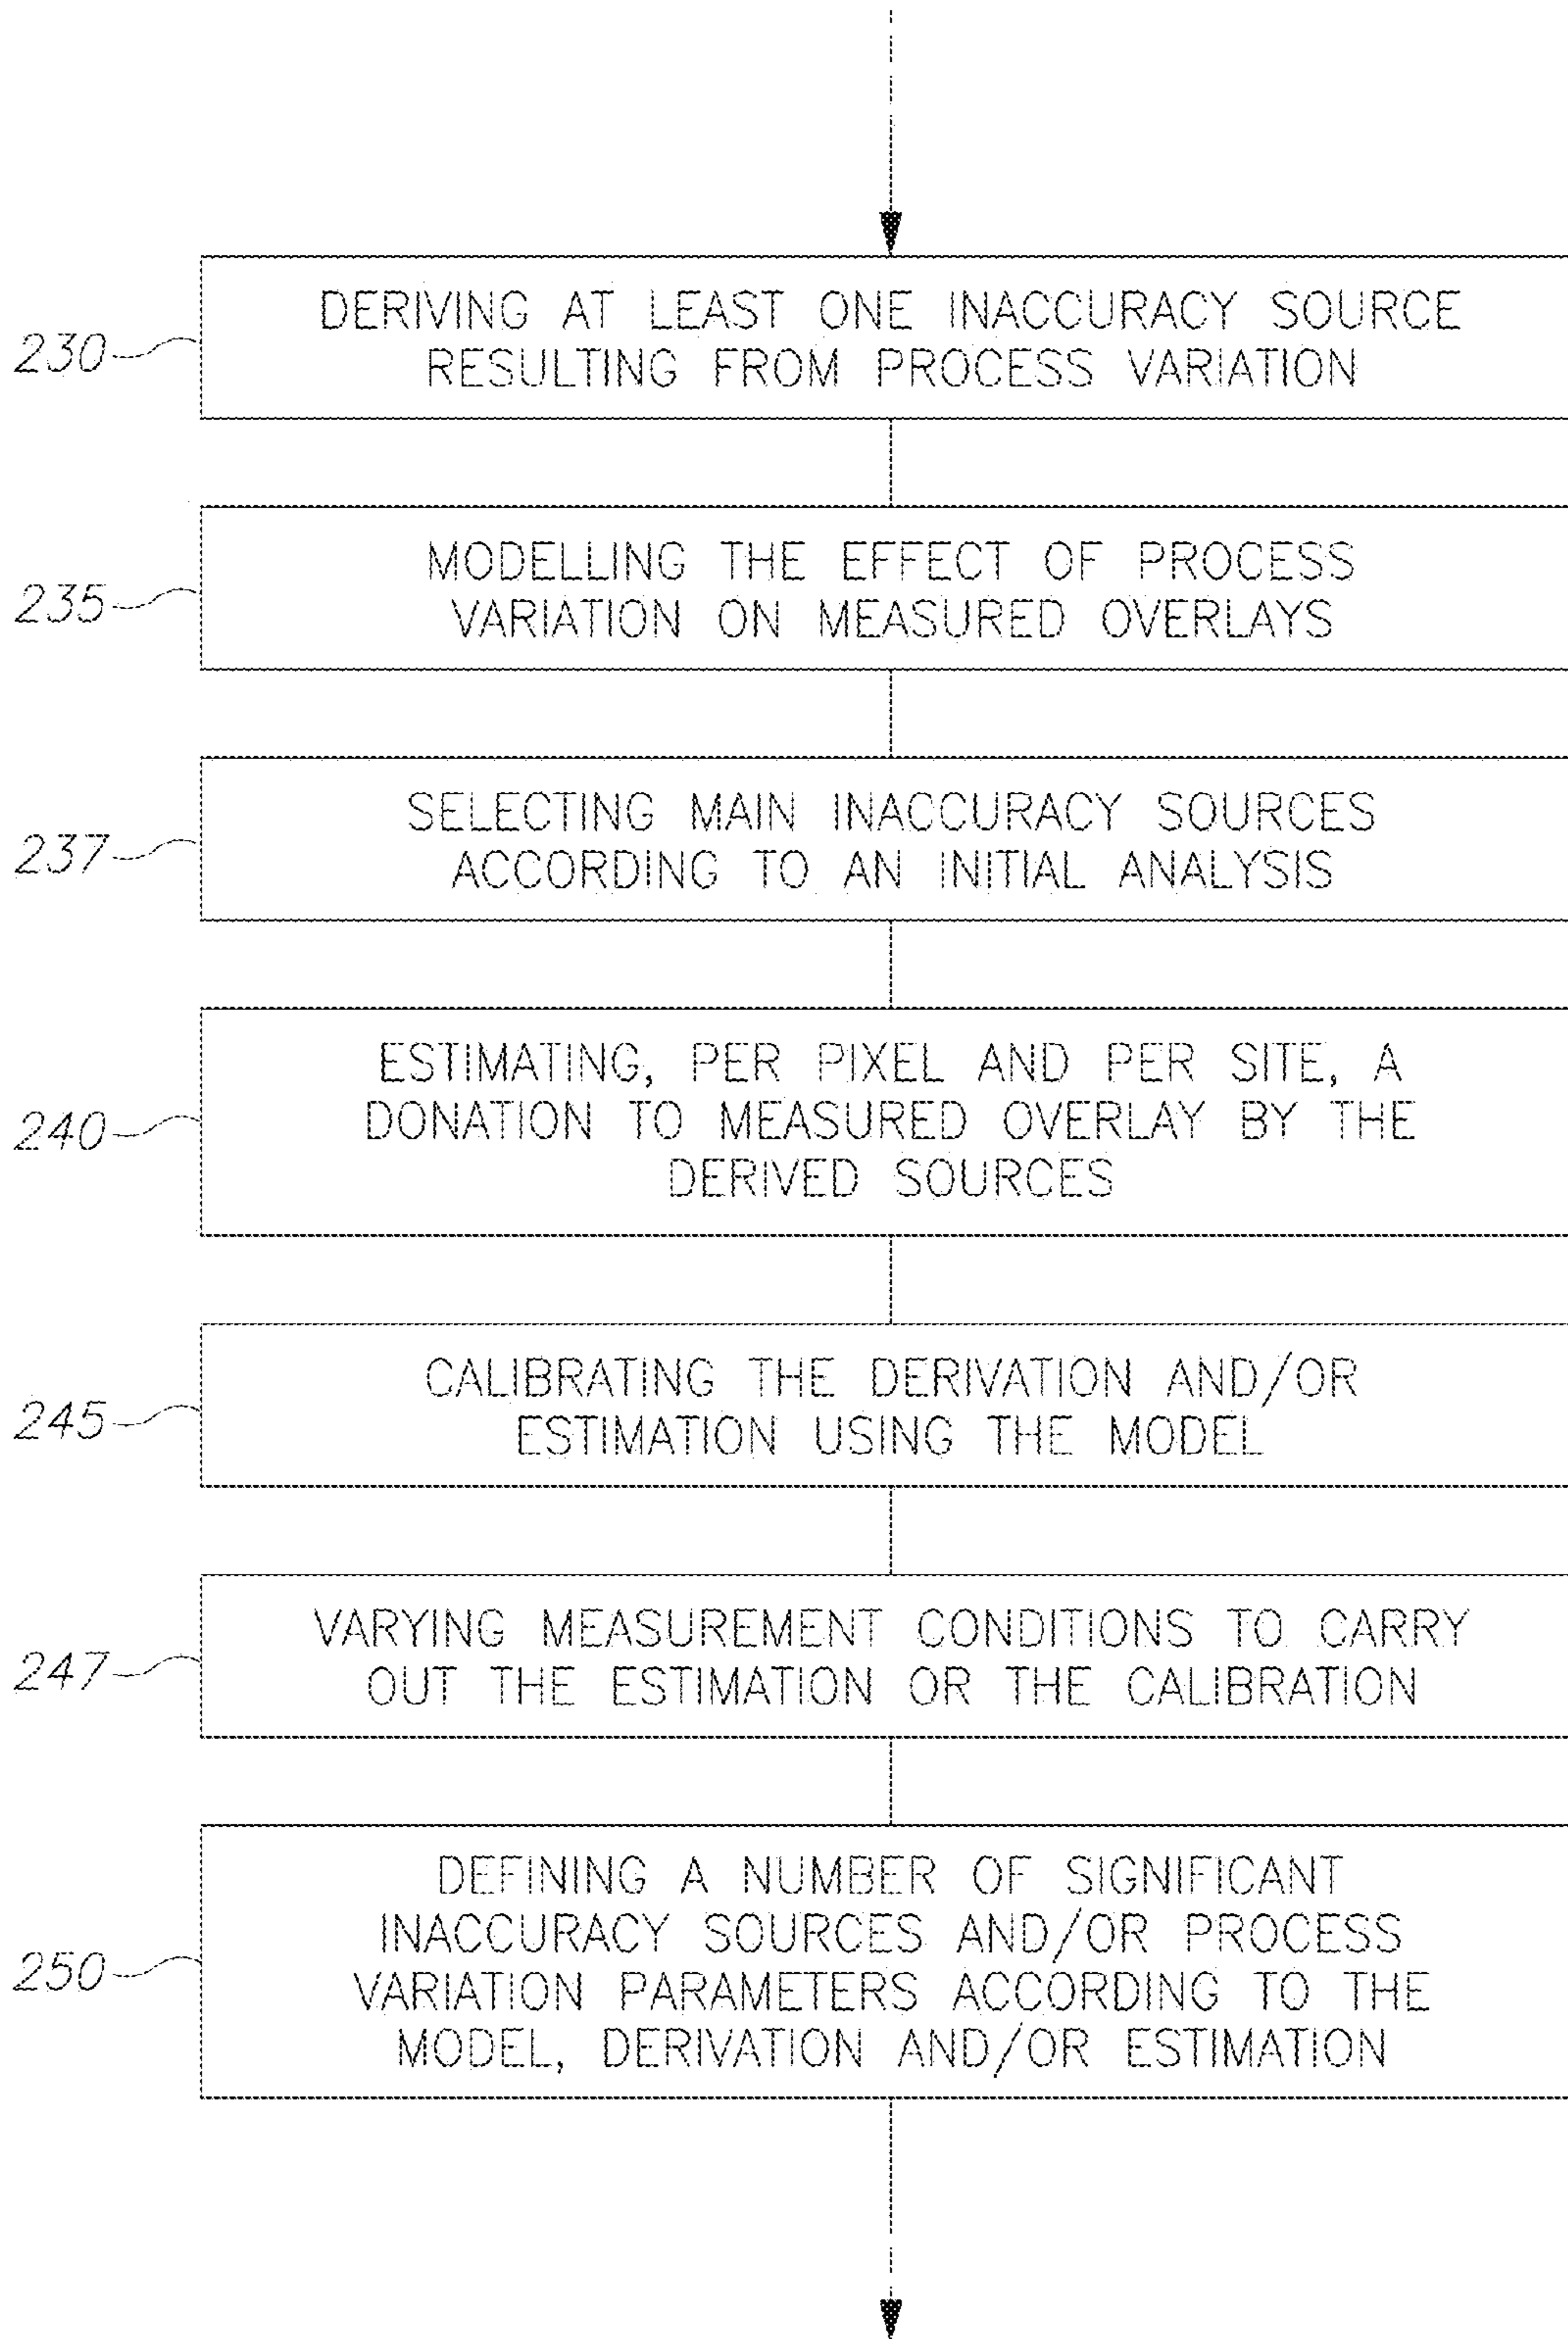 DERIVING AT LEAST ONE INACCURACY SOURCE
RESULTING FROM PROCESS VARIATION
230
MODELLING THE EFFECT OF PROCESS
VARIATION ON MEASURED OVERLAYS
235
SELECTING MAIN INACCURACY SOURCES
ACCORDING TO AN INITIAL ANALYSIS
237
ESTIMATING, PER PIXEL AND PER SITE, A
DONATION TO MEASURED OVERLAY BY THE
DERIVED SOURCES
240
CALIBRATING THE DERIVATION AND/OR
ESTIMATION USING THE MODEL
245
VARYING MEASUREMENT CONDITIONS TO CARRY
OUT THE ESTIMATION OR THE CALIBRATION
247
DEFINING A NUMBER OF SIGNIFICANT
INACCURACY SOURCES AND/OR PROCESS
VARIATION PARAMETERS ACCORDING TO THE
MODEL, DERIVATION AND/OR ESTIMATION
250